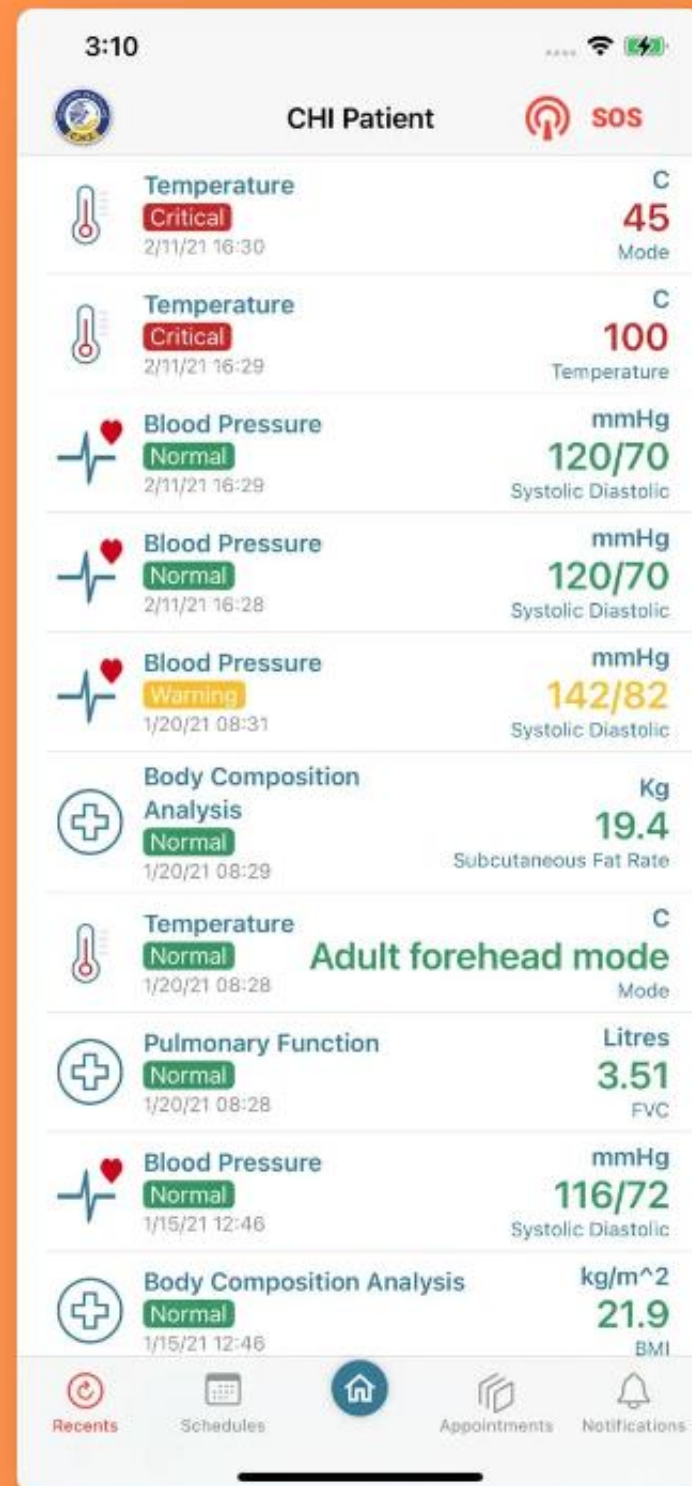 3:10
CHI Patient
SOS
Temperature
C
Critical
45
2/11/21 16:30
Mode
Temperature
C
Critical
100
2/11/21 16:29
Temperature
Blood Pressure
mmHg
Normal
120/70
2/11/21 16:29
Systolic Diastolic
Blood Pressure
mmHg
Normal
120/70
2/11/21 16:28
Systolic Diastolic
Blood Pressure
mmHg
Warning
142/82
1/20/21 08:31
Systolic Diastolic
Body Composition
Analysis
Kg
Normal
19.4
1/20/21 08:29
Subcutaneous Fat Rate
Temperature
C
Normal
Adult forehead mode
1/20/21 08:28
Mode
Pulmonary Function
Litres
Normal
3.51
1/20/21 08:28
FVC
Blood Pressure
mmHg
Normal
116/72
1/15/21 12:46
Systolic Diastolic
Body Composition Analysis
kg/m^2
Normal
21.9
1/15/21 12:46
BMI
Recents
Schedules
Appointments
Notifications